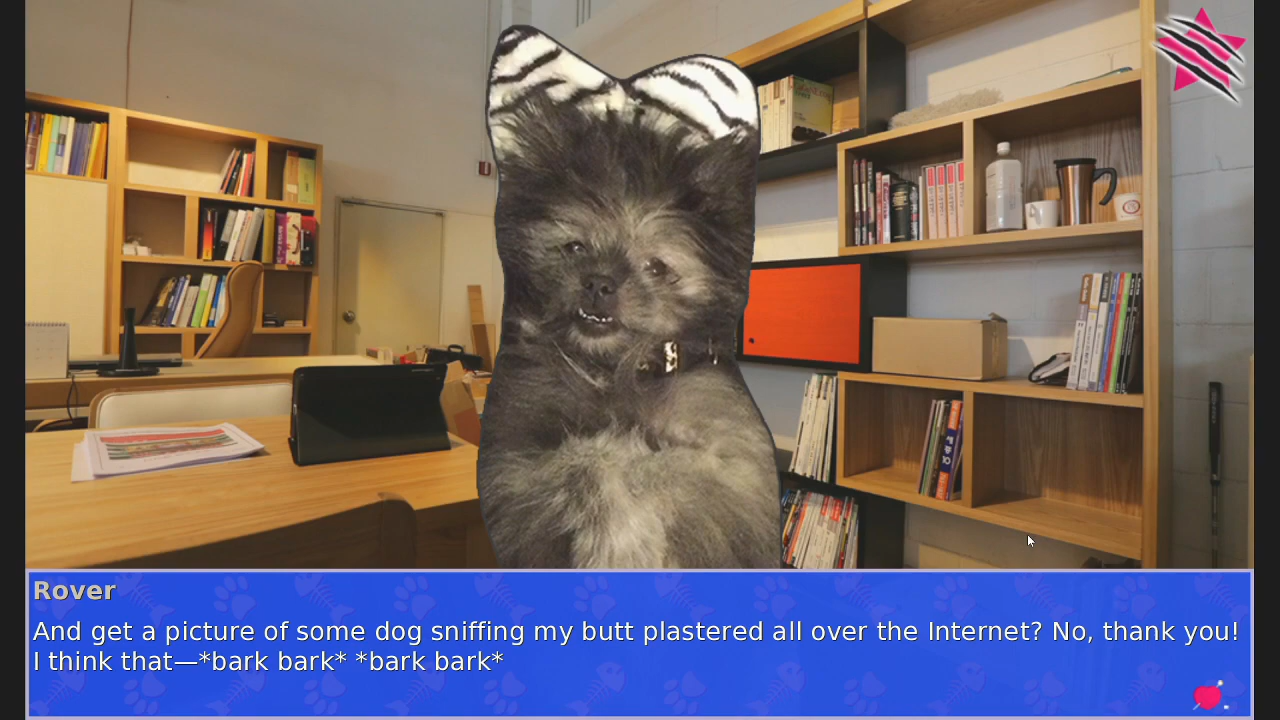 Rover
And get a picture of some dog sniffing my butt plastered all over the Internet? No, thank you!
I think that—*bark bark* *bark bark*